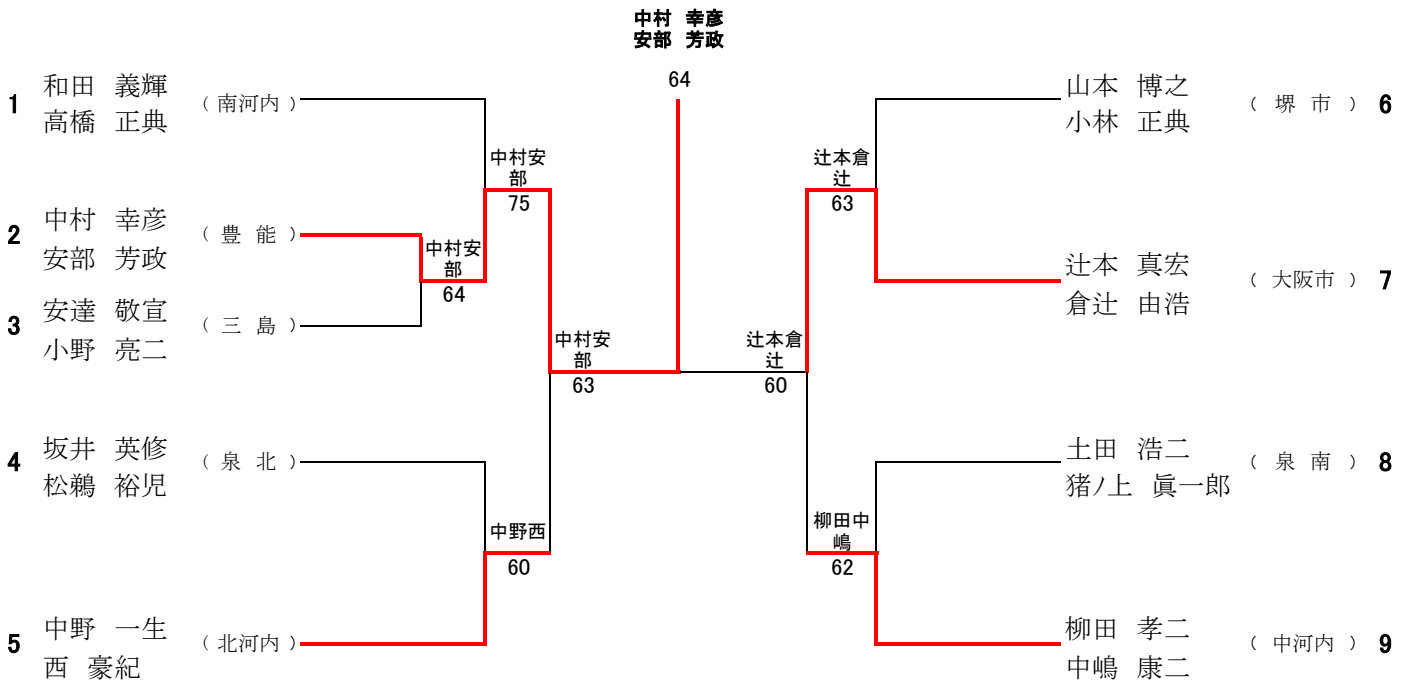 中村 幸彦
安部 芳政
64
1 和田 義輝
高橋 正典
( 南河内 )
2 中村 幸彦
安部 芳政
( 豊 能 )
3 安達 敬宣
小野 亮二
( 三 島 )
4 坂井 英修
松鵜 裕児
( 泉 北 )
5 中野 一生
西 豪紀
( 北河内 )
中村安
部
64
中村安
部
75
中野西
60
中村安
部
63
辻本倉
辻
60
辻本倉
辻
63
柳田中
嶋
62
山本 博之
小林 正典
( 堺 市 ) 6
辻本 真宏
倉辻 由浩
( 大阪市 ) 7
土田 浩二
猪ノ上 眞一郎
( 泉 南 ) 8
柳田 孝二
中嶋 康二
( 中河内 ) 9